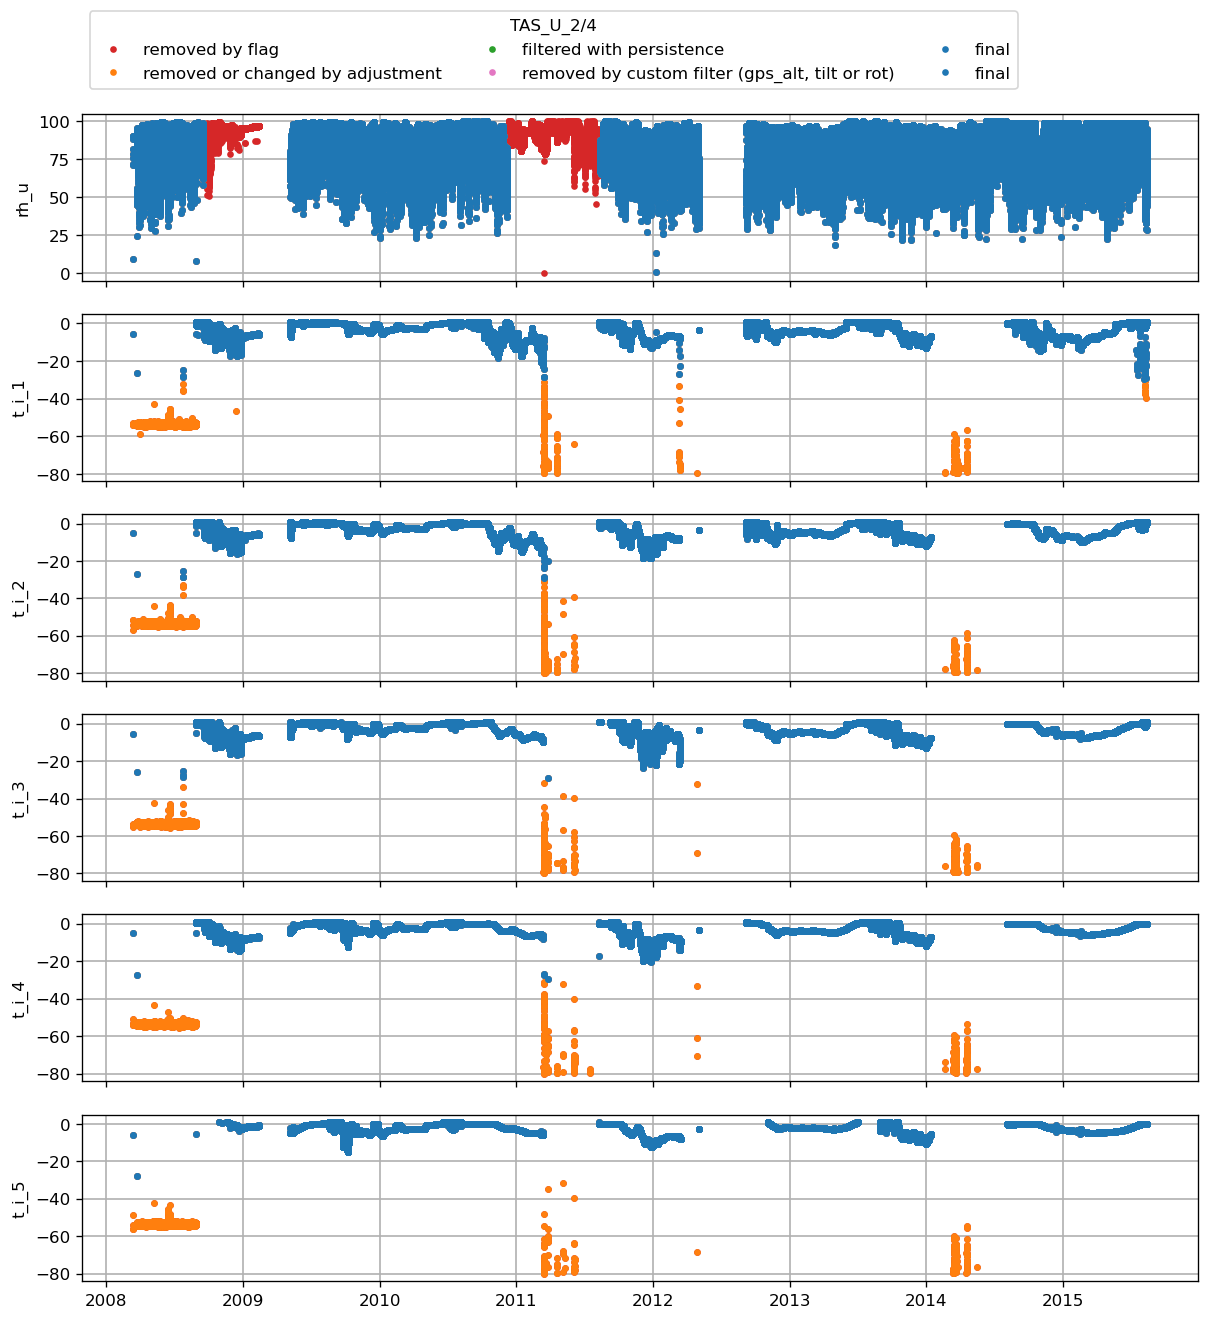 TAS_U_2/4
removed by flag
filtered with persistence
final
removed or changed by adjustment
removed by custom filter (gps_alt, tilt or rot)
final
100
75
50
25
0
rh_u
0
−20
−40
−60
−80
t_i_1
0
−20
−40
−60
−80
t_i_2
0
−20
−40
−60
−80
t_i_3
0
−20
−40
−60
−80
t_i_4
0
−20
−40
−60
−80
t_i_5
2008 2009 2010 2011 2012 2013 2014 2015